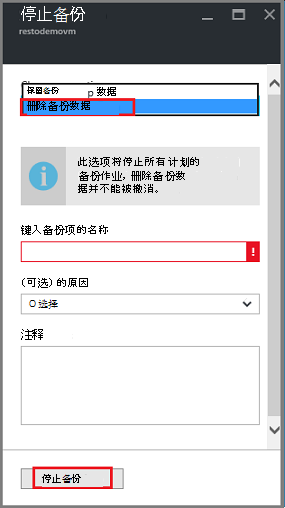 停止备份
restodemovm
保留备份 p 数据
删除备份数据
此选项将停止所有计划的
备份作业, 删除备份数
据并不能被撤消。
键入备份项的名称
!
(可选) 的原因
O 选择
注释
停止备份